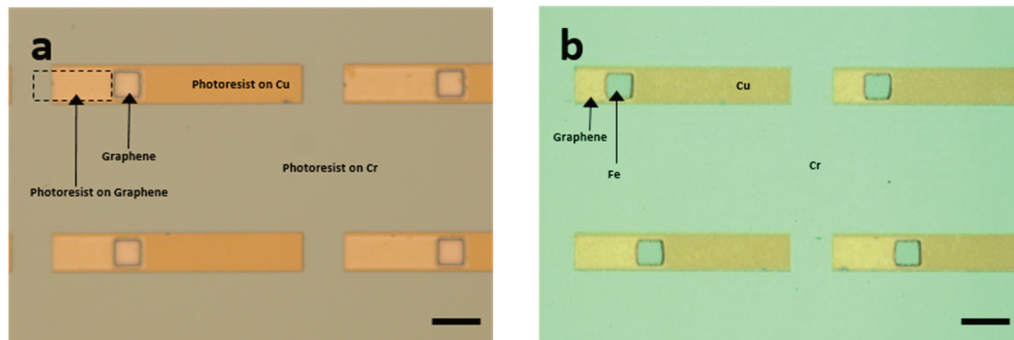 a
Photoresist on Cu
Graphene
Photoresist on Cr
Photoresist on Graphene
b
Cu
Graphene
Fe
Cr